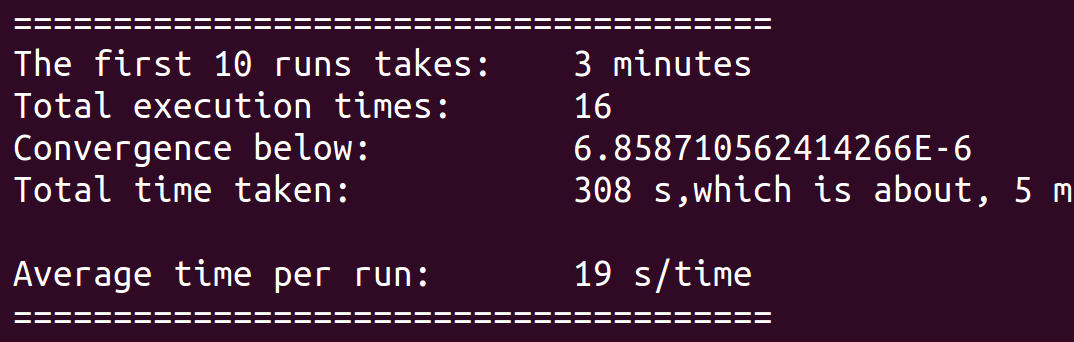 ======================================
The first 10 runs takes:    3 minutes
Total execution times:      16
Convergence below:          6.858710562414266E-6
Total time taken:           308 s,which is about, 5 m
Average time per run:       19 s/time
======================================